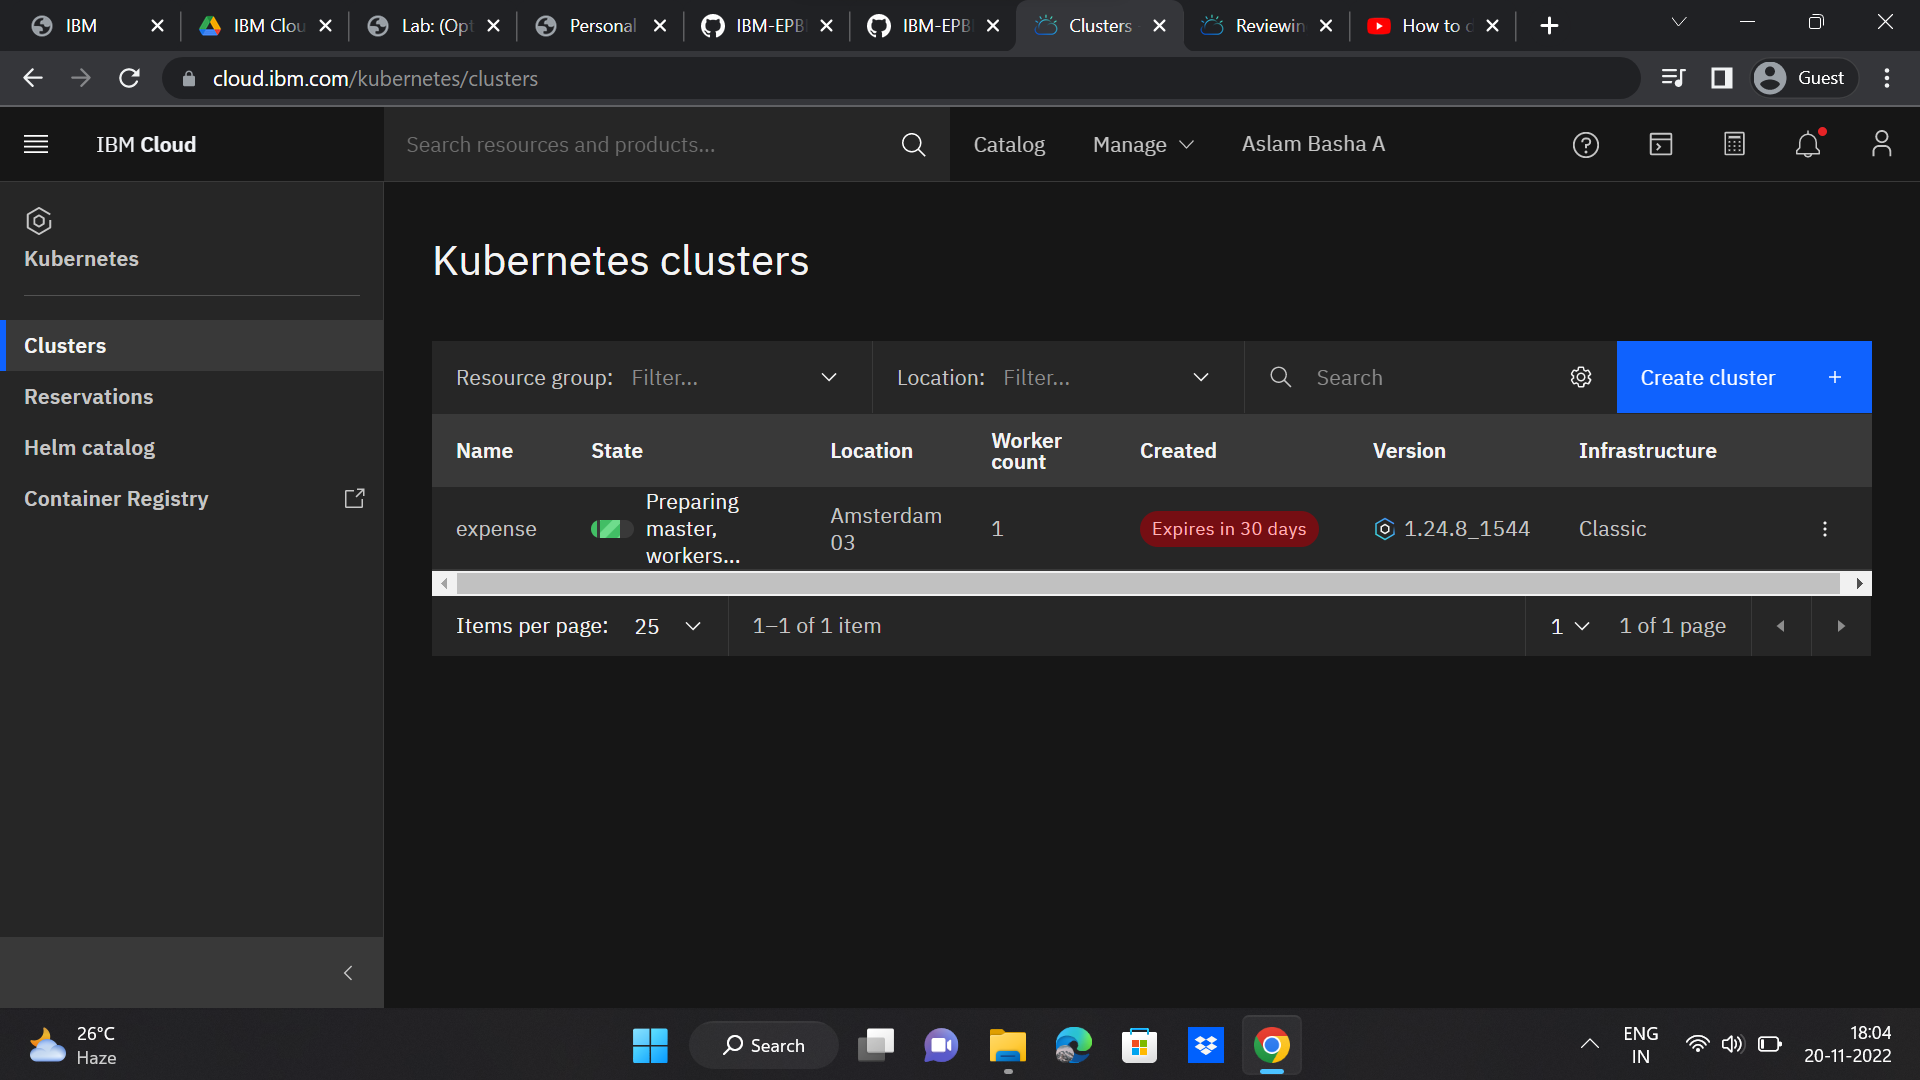 IBM
IBM Clou
Lab: (Opt
Personal
IBM-EPB
IBM-EPB
Clusters
Reviewin
How to c
cloud.ibm.com/kubernetes/clusters
Guest
IBM Cloud
Search resources and products...
Catalog
Manage
Aslam Basha A
Kubernetes
Clusters
Reservations
Helm catalog
Container Registry
Kubernetes clusters
Resource group: Filter...
Location: Filter...
Search
Create cluster +
Name
State
Location
Worker
count
Created
Version
Infrastructure
expense
Preparing
master,
workers...
Amsterdam
03
1
Expires in 30 days
1.24.8_1544
Classic
Items per page: 25
1–1 of 1 item
1
1 of 1 page
26°C
Haze
Search
ENG
IN
18:04
20-11-2022